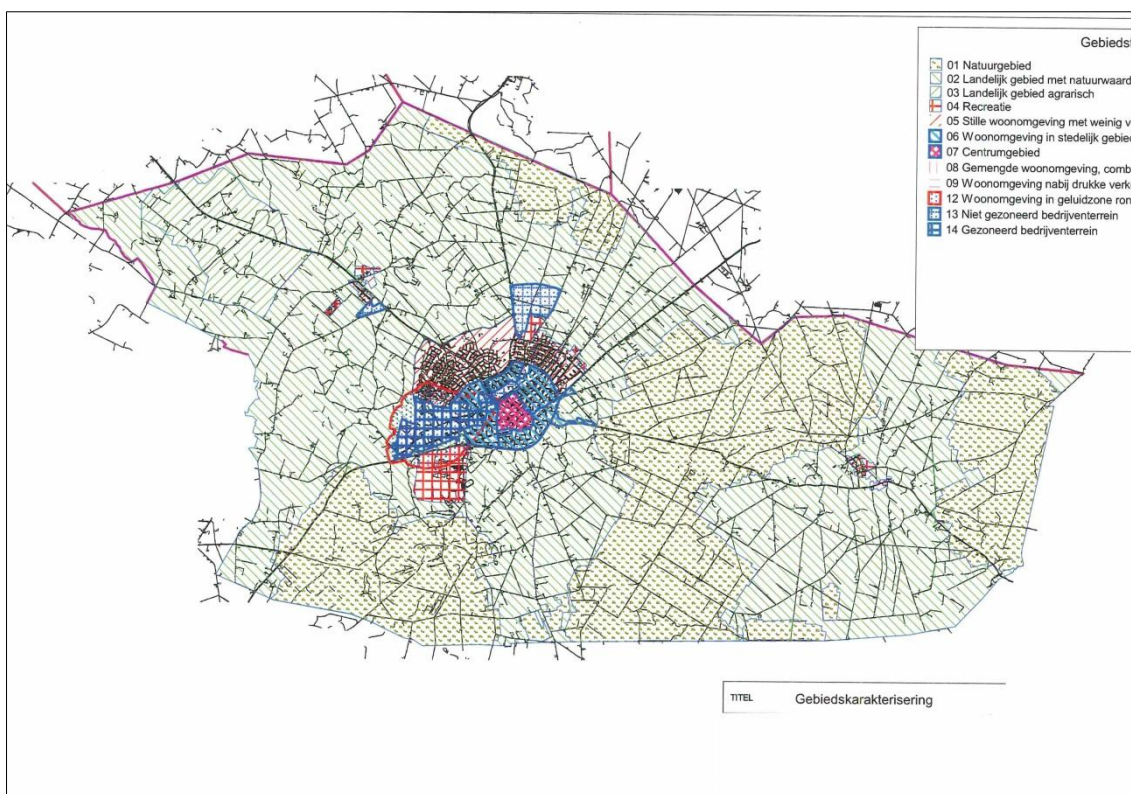 Gebiedst
01 Natuurgebied
02 Landelijk gebied met natuurwaard
03 Landelijk gebied agrarisch
04 Recreatie
05 Stille woonomgeving met weinig v
06 Woonomgeving in stedelijk gebied
07 Centrumgebied
08 Gemengde woonomgeving, comb
09 Woonomgeving nabij drukke verke
12 Woonomgeving in geluidzone ron
13 Niet gezoneerd bedrijventerrein
14 Gezoneerd bedrijventerrein
TITEL Gebiedskarakterisering